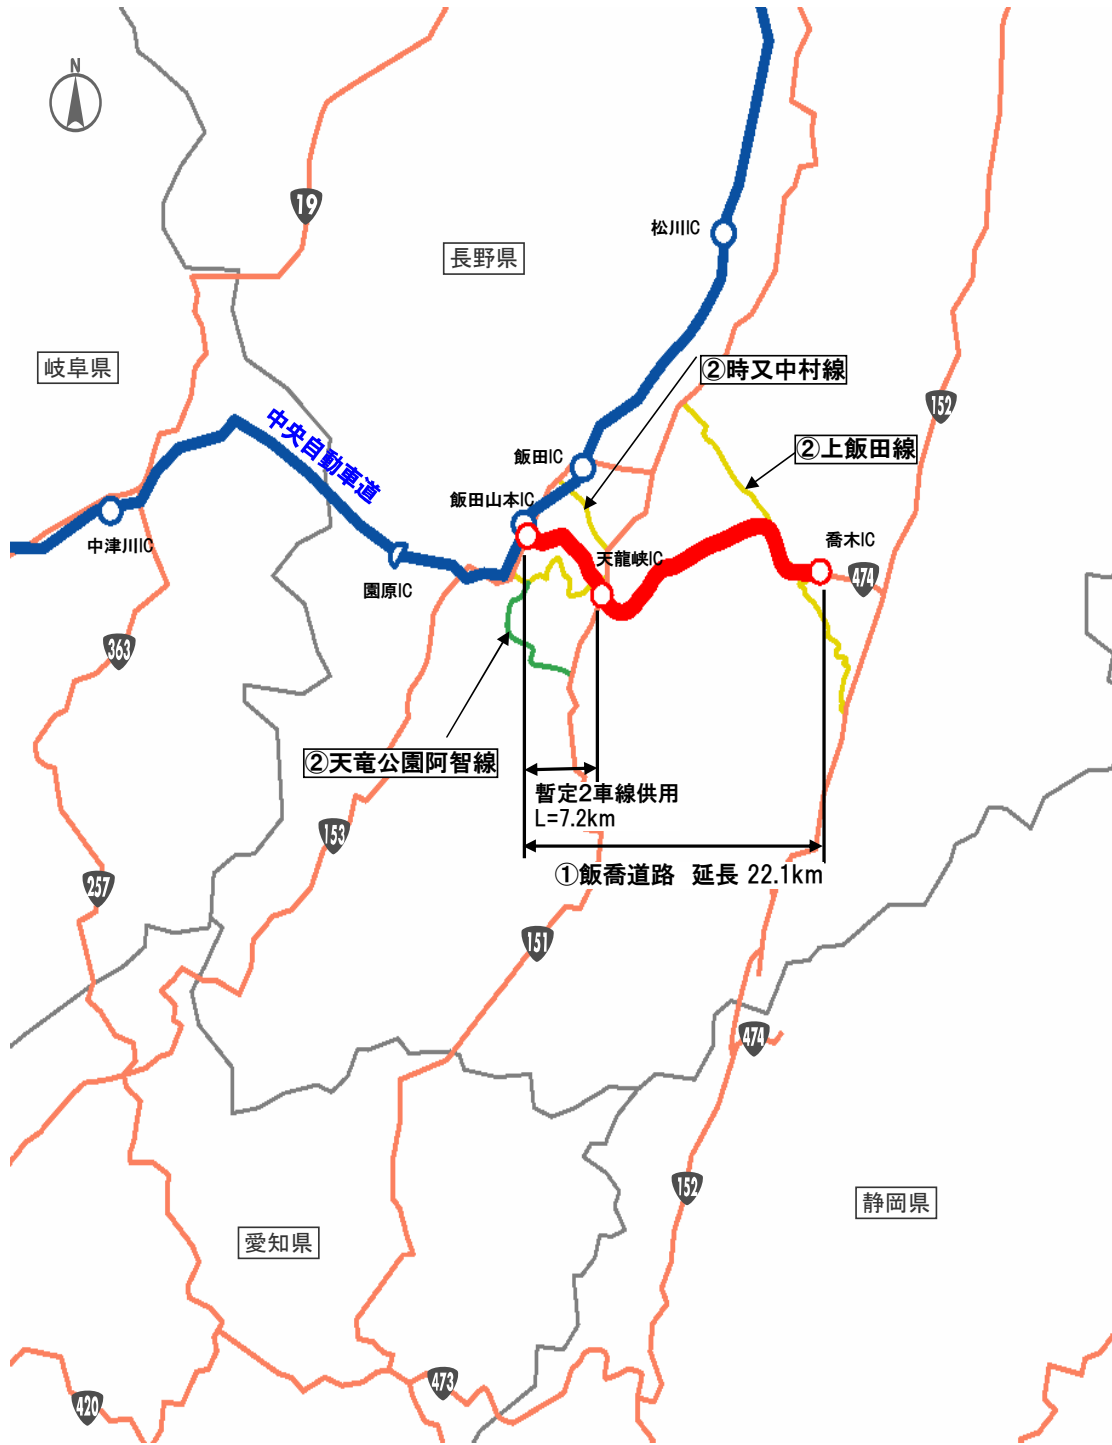 N
19
松川IC
長野県
岐阜県
②時又中村線
152
中央自動車道
②上飯田線
飯田IC
飯田山本IC
中津川IC
天龍峡IC
喬木IC
園原IC
474
363
②天竜公園阿智線
暫定2車線供用
L=7.2km
153
①飯喬道路 延長 22.1km
257
151
474
152
静岡県
愛知県
473
420